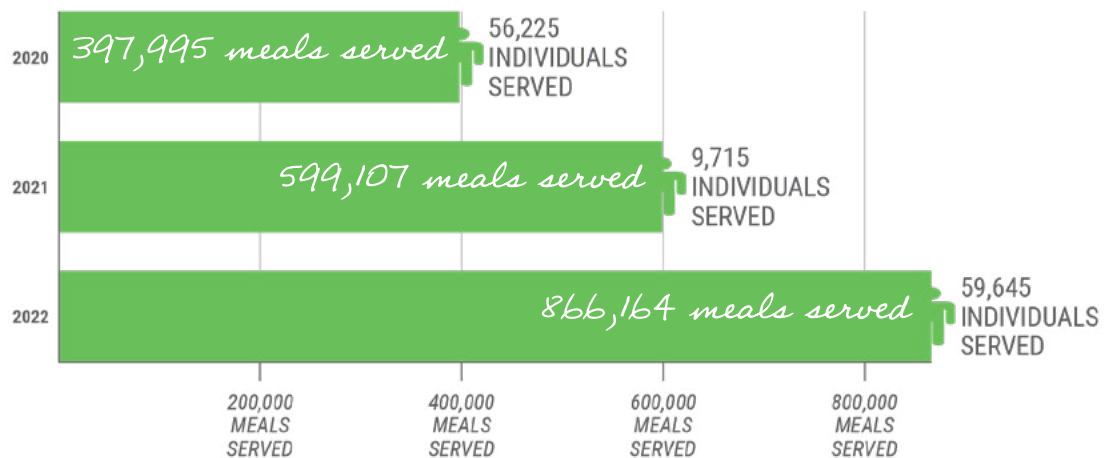 2020
397,995 meals served
56,225
INDIVIDUALS
SERVED
2021
599,107 meals served
9,715
INDIVIDUALS
SERVED
2022
866,164 meals served
59,645
INDIVIDUALS
SERVED
200,000
MEALS
SERVED
400,000
MEALS
SERVED
600,000
MEALS
SERVED
800,000
MEALS
SERVED